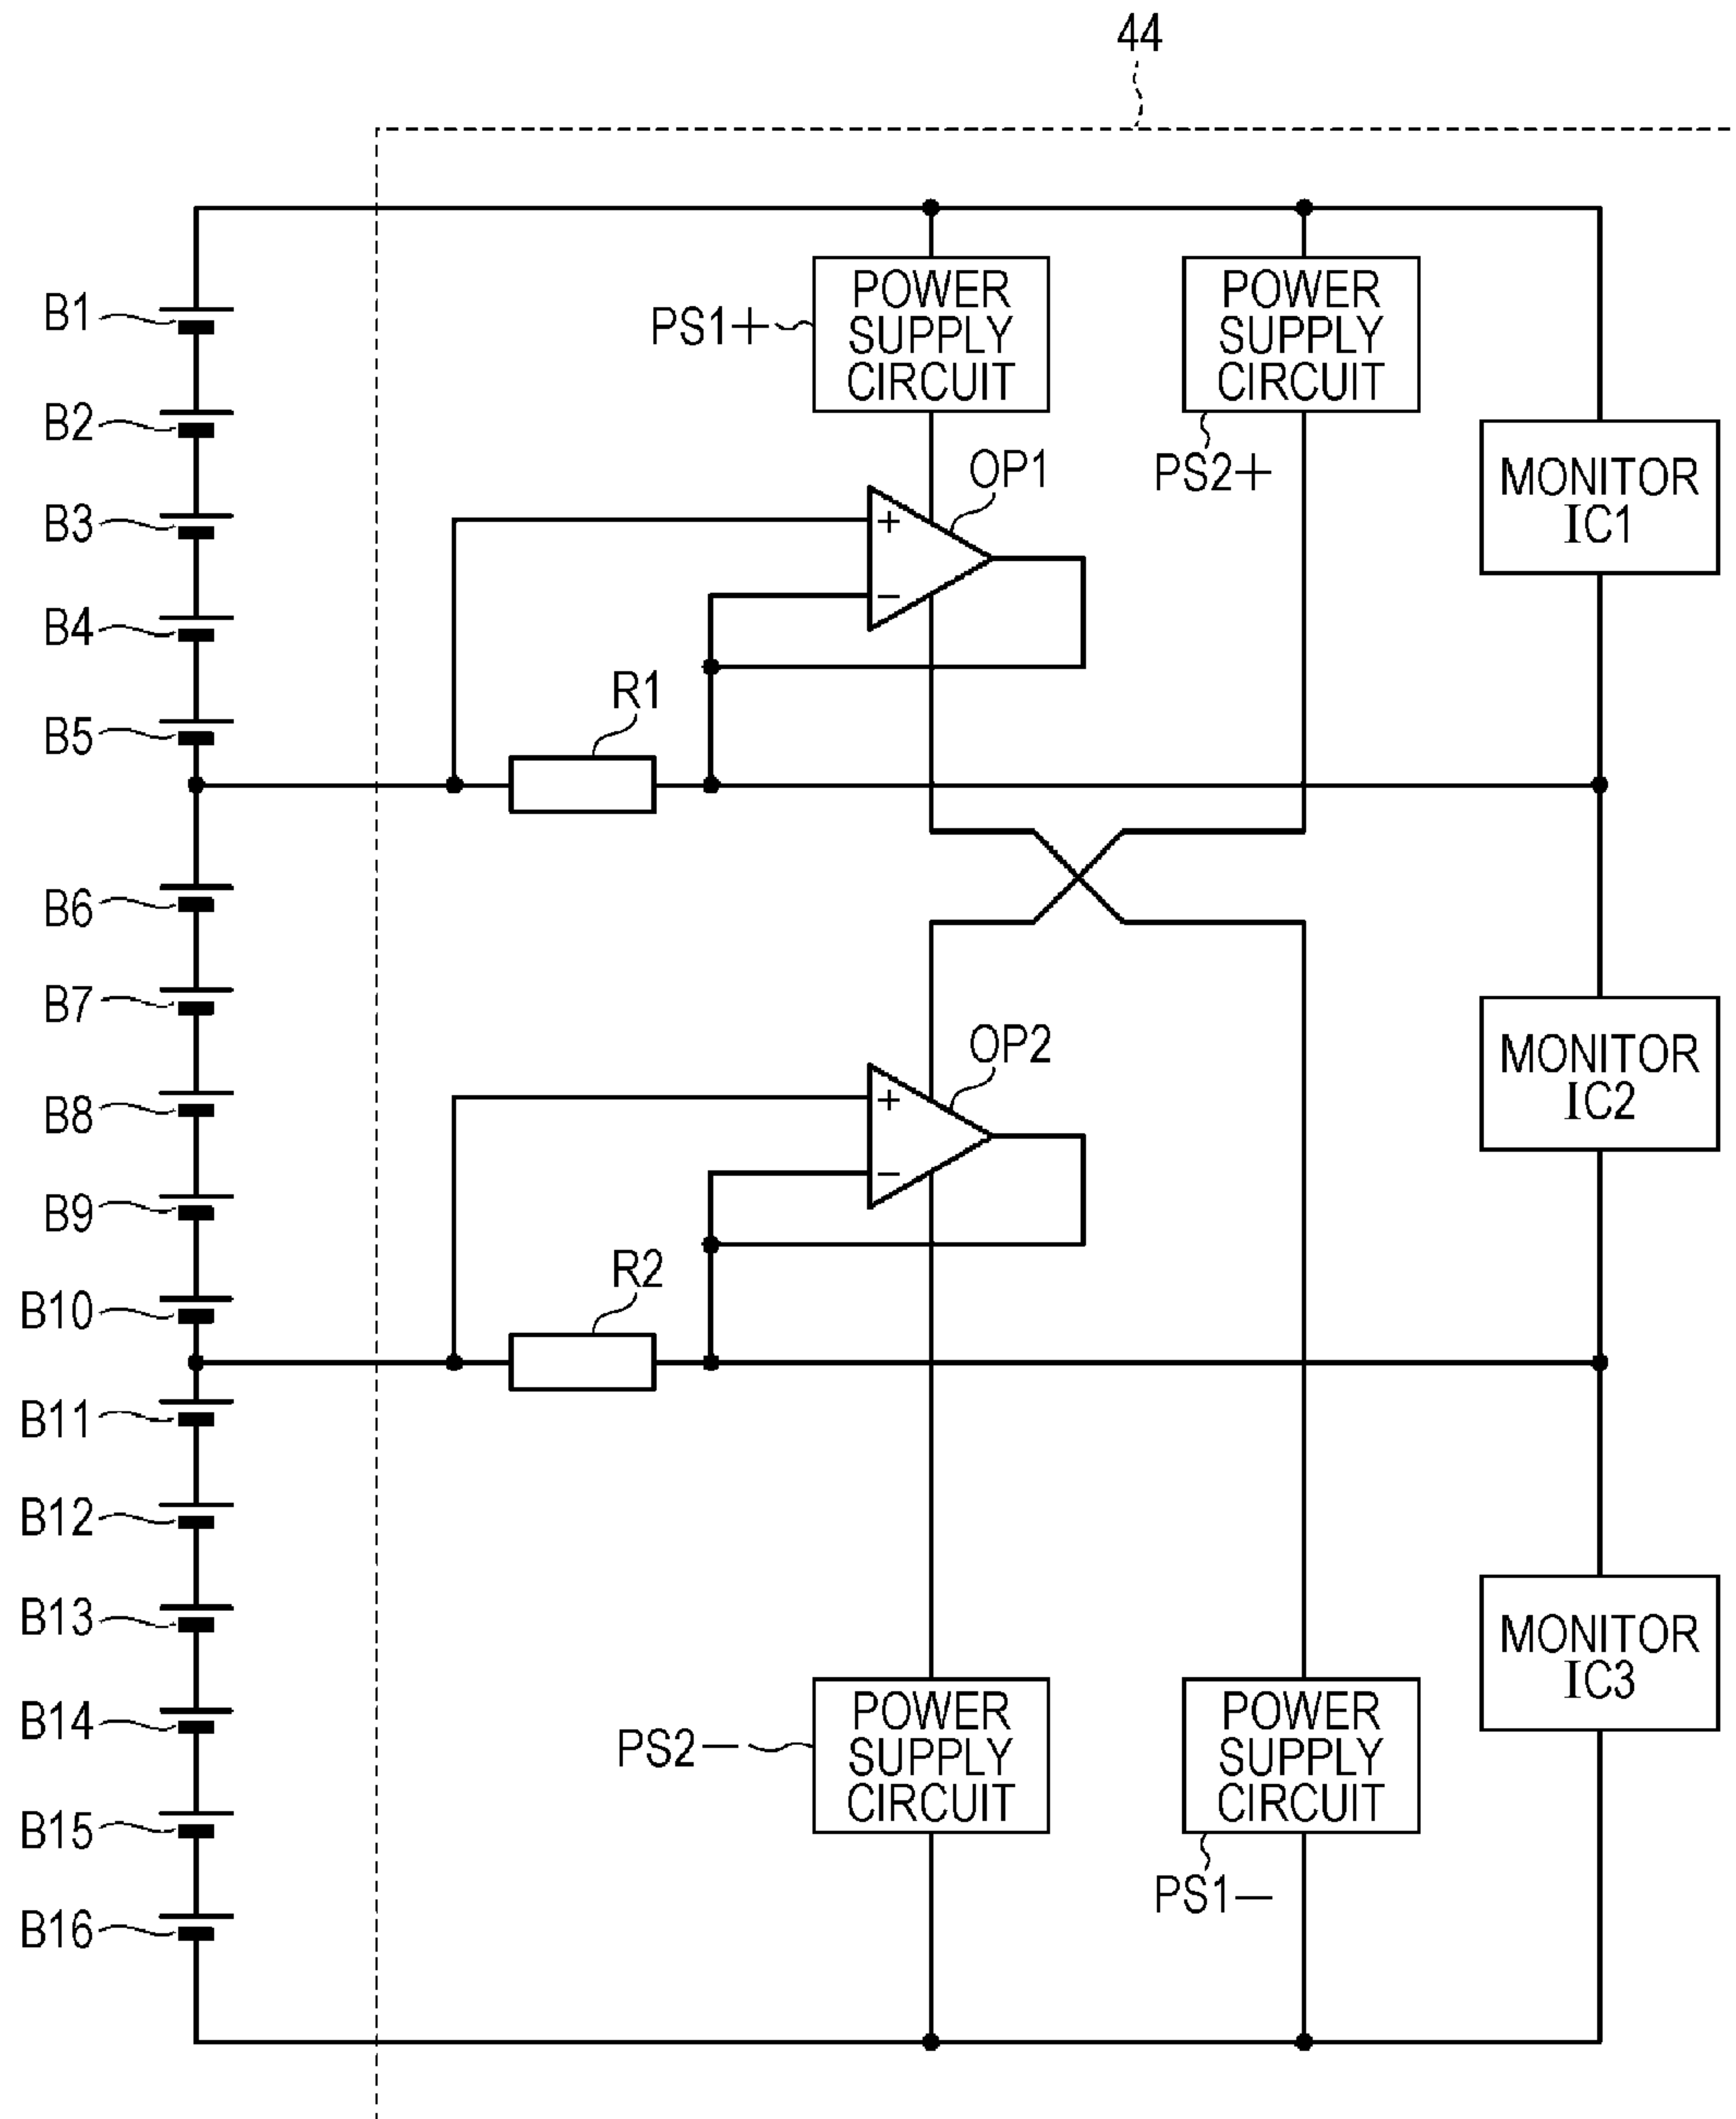 44
B1
B2
B3
B4
B5
B6
B7
B8
B9
B10
B11
B12
B13
B14
B15
B16
PS1+
POWER
SUPPLY
CIRCUIT
POWER
SUPPLY
CIRCUIT
PS2+
OP1
+
−
R1
MONITOR
IC1
OP2
+
−
R2
MONITOR
IC2
PS2−
POWER
SUPPLY
CIRCUIT
POWER
SUPPLY
CIRCUIT
PS1−
MONITOR
IC3